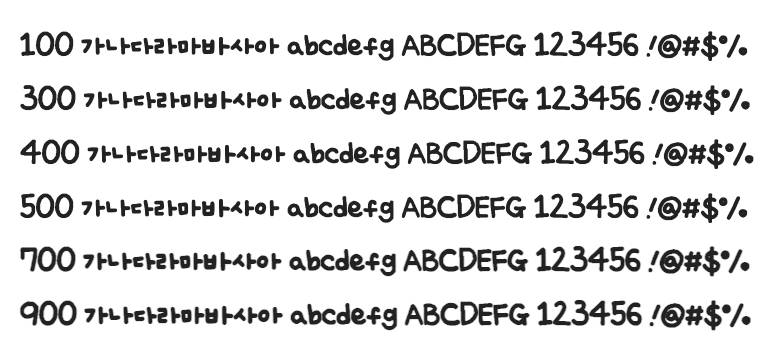 100 가나다라마바사아 abcdefg ABCDEFG 123456 !@#$%
300 가나다라마바사아 abcdefg ABCDEFG 123456 !@#$%
400 가나다라마바사아 abcdefg ABCDEFG 123456 !@#$%
500 가나다라마바사아 abcdefg ABCDEFG 123456 !@#$%
700 가나다라마바사아 abcdefg ABCDEFG 123456 !@#$%
900 가나다라마바사아 abcdefg ABCDEFG 123456 !@#$%